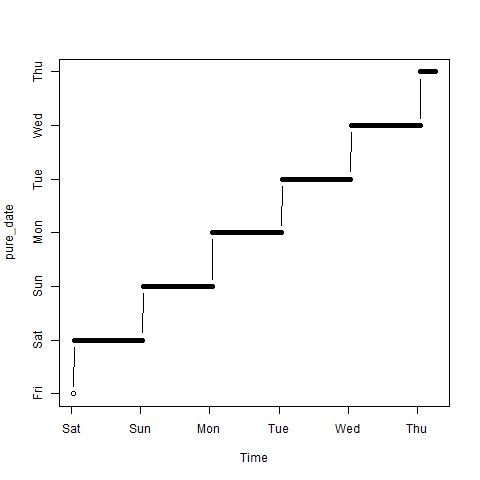 Thu
Wed
Tue
Mon
Sun
Sat
Fri
pure_date
Sat Sun Mon Tue Wed Thu
Time